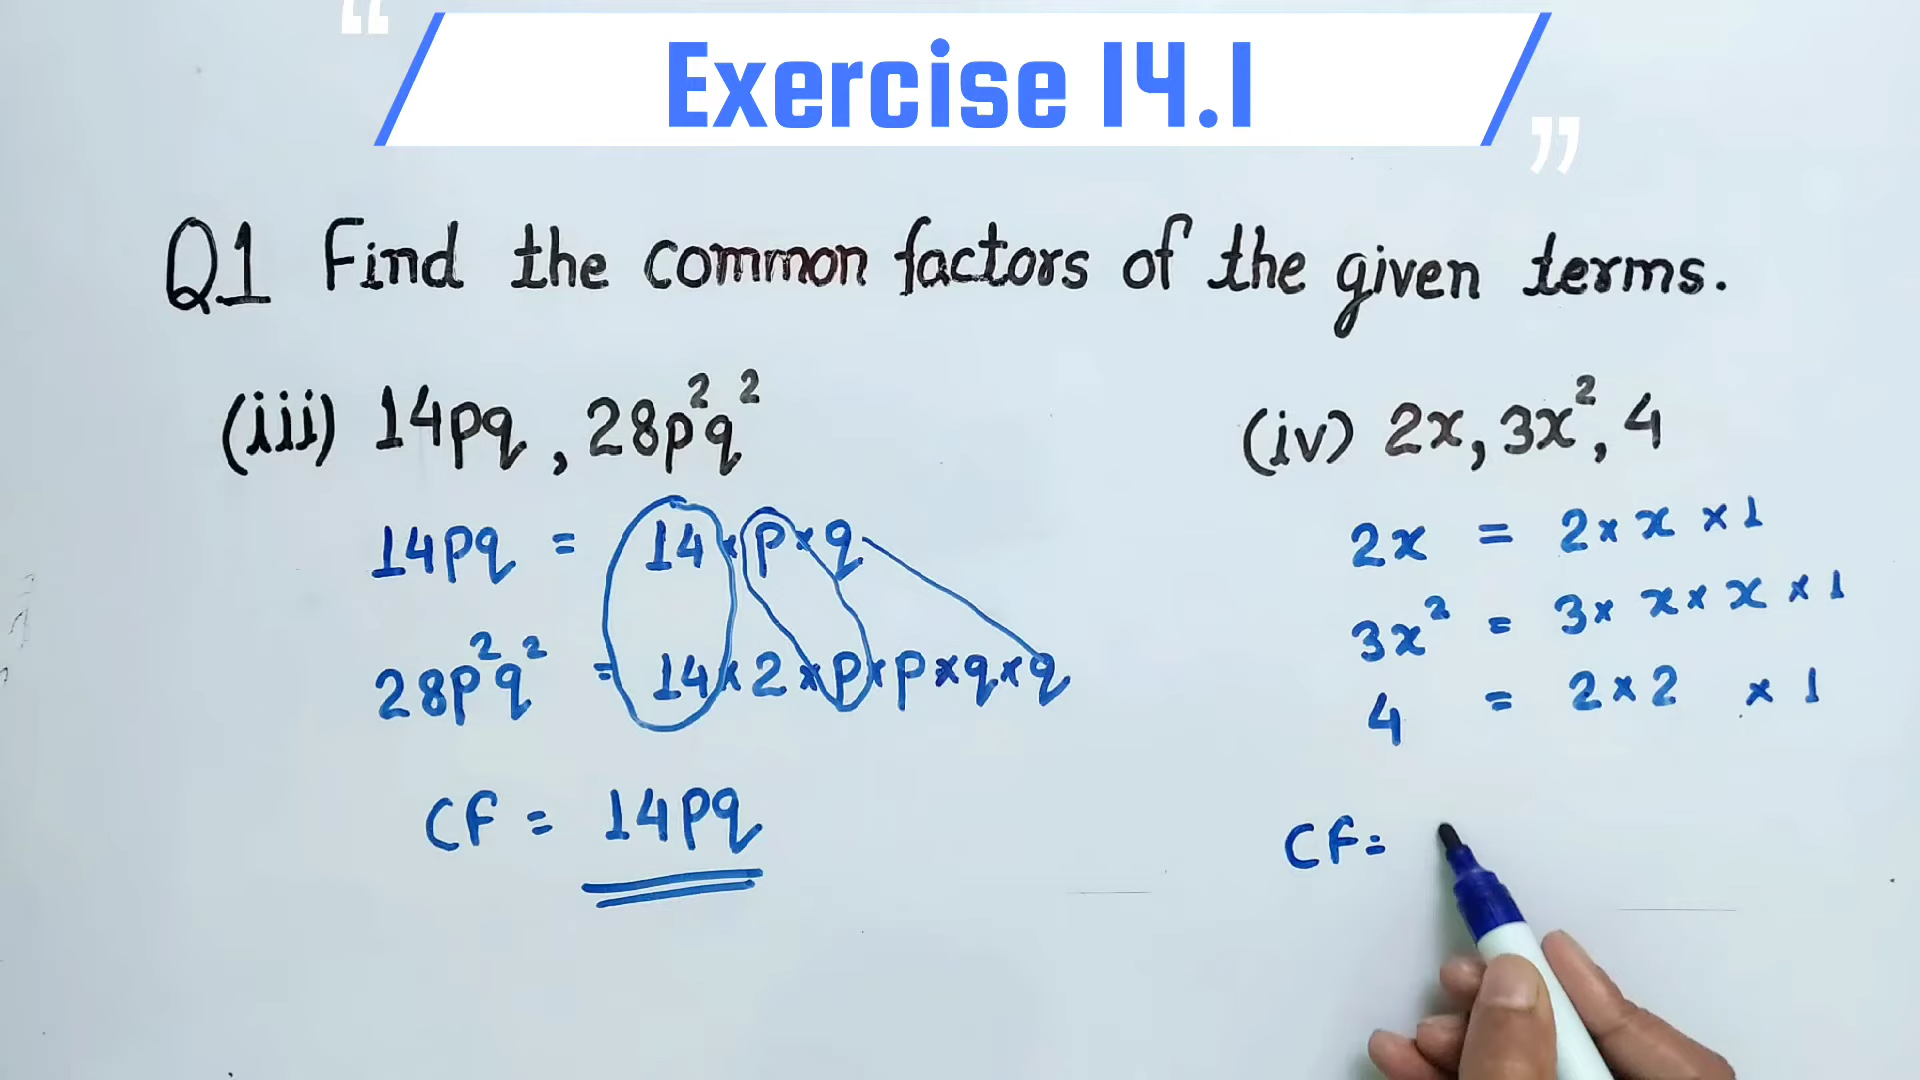 “ Exercise 14.1 ”
Q1 Find the common factors of the given terms.
(iii) 14pq, 28p²q²
14pq = 14 × p × q
28p²q² = 14 × 2 × p × p × q × q
CF = 14pq
(iv) 2x, 3x², 4
2x = 2 × x × 1
3x² = 3 × x × x × 1
4 = 2 × 2 × 1
CF =